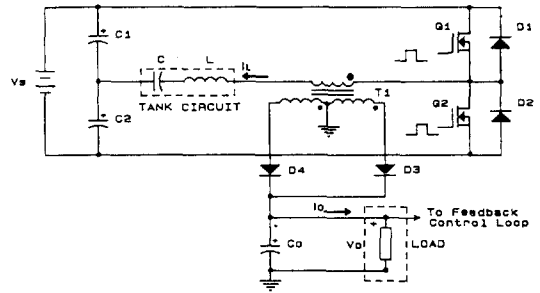 C1
Q1
D1
C
L
IL
Vs
TANK CIRCUIT
T1
C2
Q2
D2
D4
D3
Io
To Feedback
Control Loop
Co
Vo
LOAD